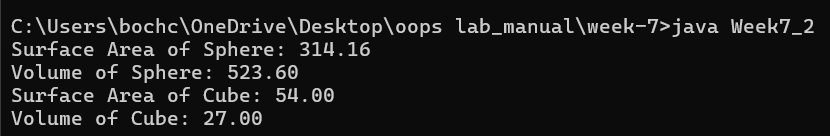 C:\Users\bochc\OneDrive\Desktop\oops lab_manual\week-7>java Week7_2
Surface Area of Sphere: 314.16
Volume of Sphere: 523.60
Surface Area of Cube: 54.00
Volume of Cube: 27.00